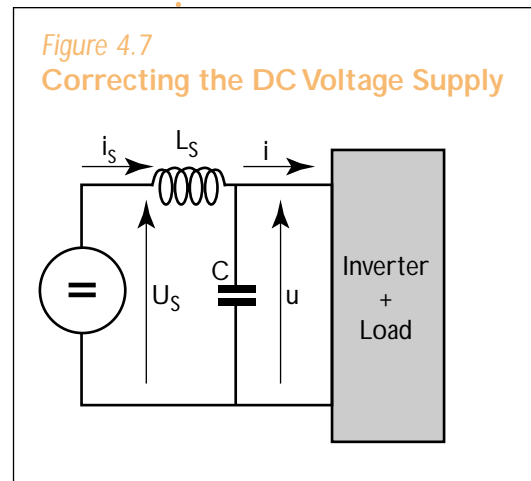 Figure 4.7
Correcting the DC Voltage Supply
iS
LS
i
=
US
C
u
Inverter
+
Load